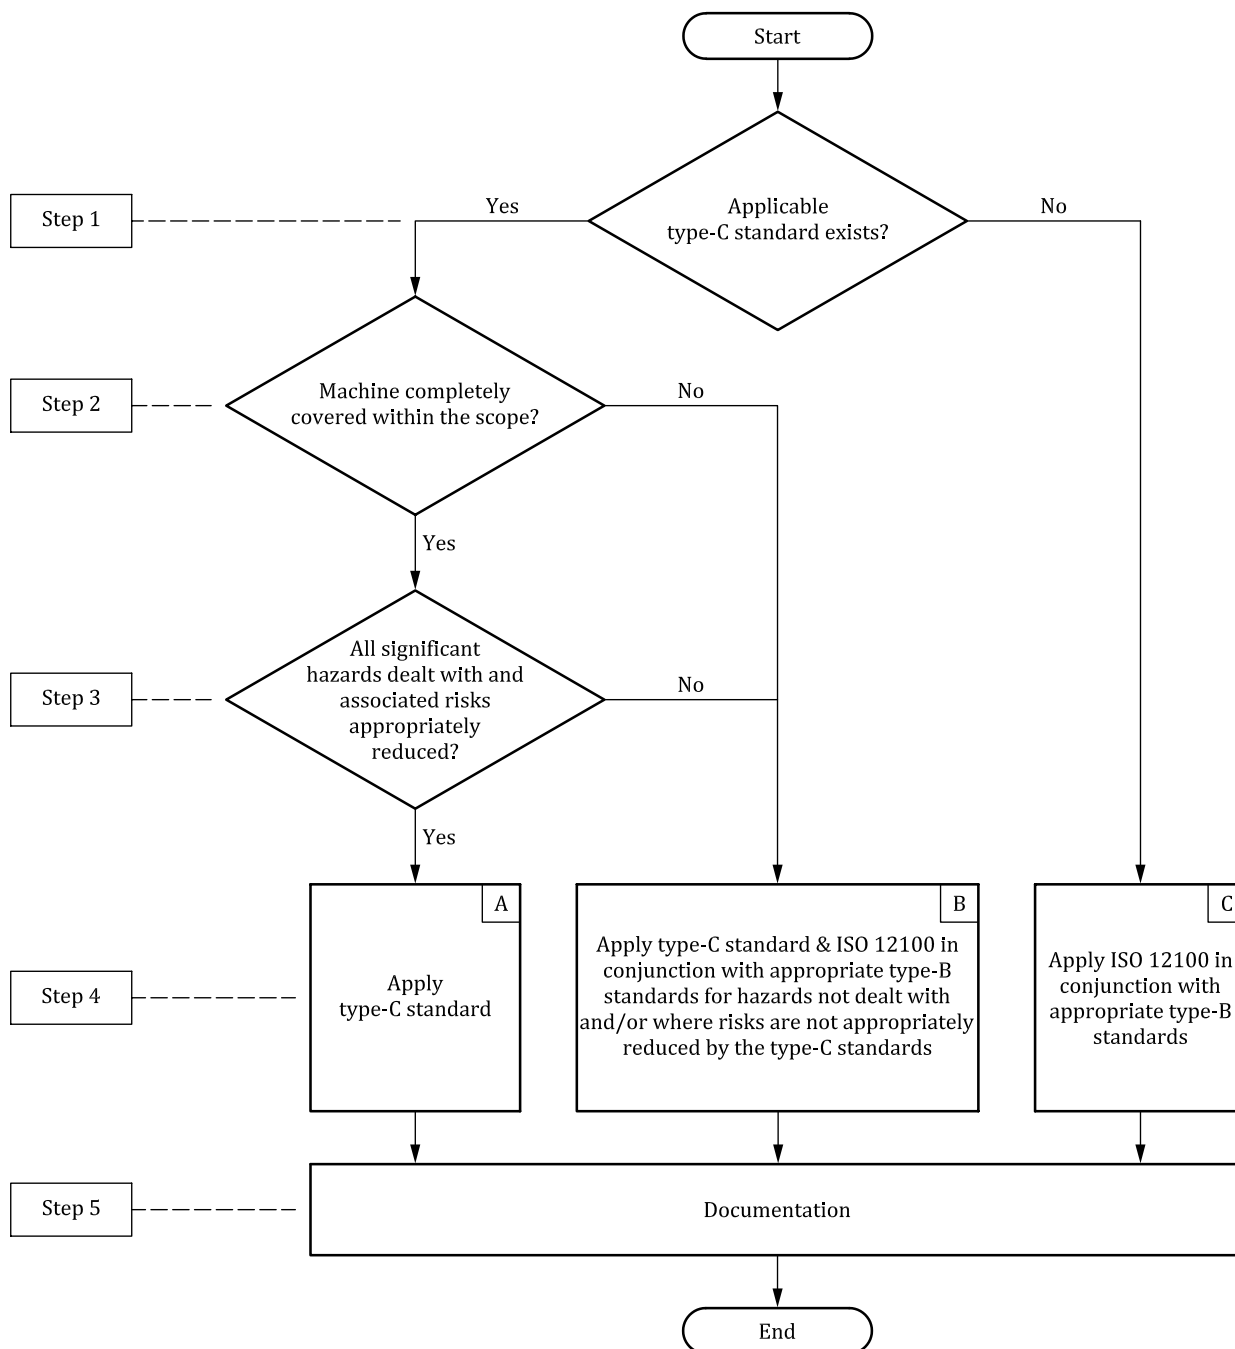 Start
Step 1
Yes
Applicable
type-C standard exists?
No
Step 2
Machine completely
covered within the scope?
No
Yes
Step 3
All significant
hazards dealt with and
associated risks
appropriately
reduced?
No
Yes
A
B
C
Step 4
Apply
type-C standard
Apply type-C standard & ISO 12100 in
conjunction with appropriate type-B
standards for hazards not dealt with
and/or where risks are not appropriately
reduced by the type-C standards
Apply ISO 12100 in
conjunction with
appropriate type-B
standards
Step 5
Documentation
End